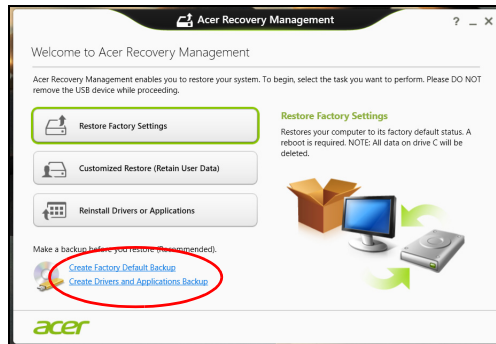 Acer Recovery Management
? _ X
Welcome to Acer Recovery Management
Acer Recovery Management enables you to restore your system. To begin, select the task you want to perform. Please DO NOT
remove the USB device while proceeding.
Restore Factory Settings
Customized Restore (Retain User Data)
Reinstall Drivers or Applications
Restore Factory Settings
Restores your computer to its factory default status. A
reboot is required. NOTE: All data on drive C will be
deleted.
Make a backup before you restore (Recommended).
Create Factory Default Backup
Create Drivers and Applications Backup
acer